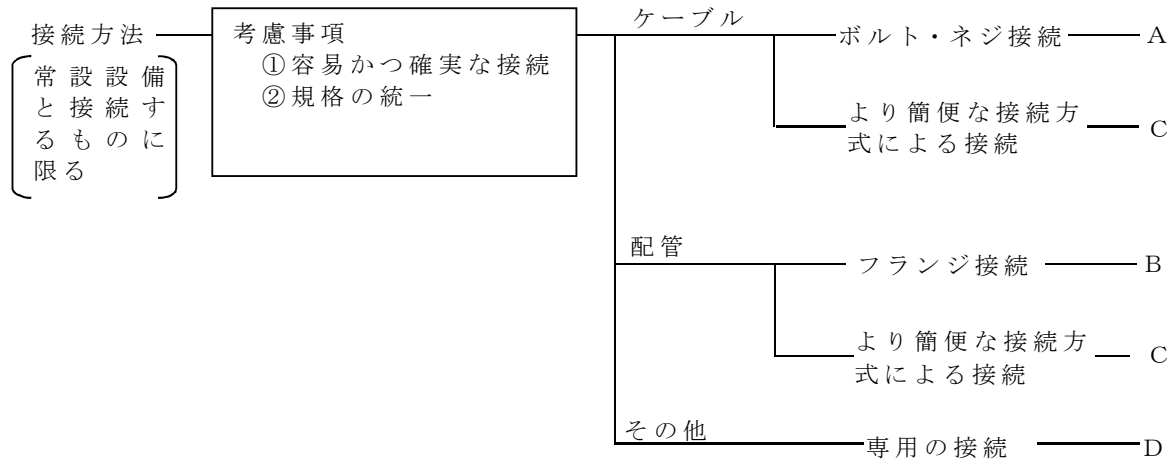 接続方法
常設設備
と接続す
るものに
限る
考慮事項
①容易かつ確実な接続
②規格の統一
ケーブル
ボルト・ネジ接続
A
より簡便な接続方
式による接続
C
配管
フランジ接続
B
より簡便な接続方
式による接続
C
その他
専用の接続
D